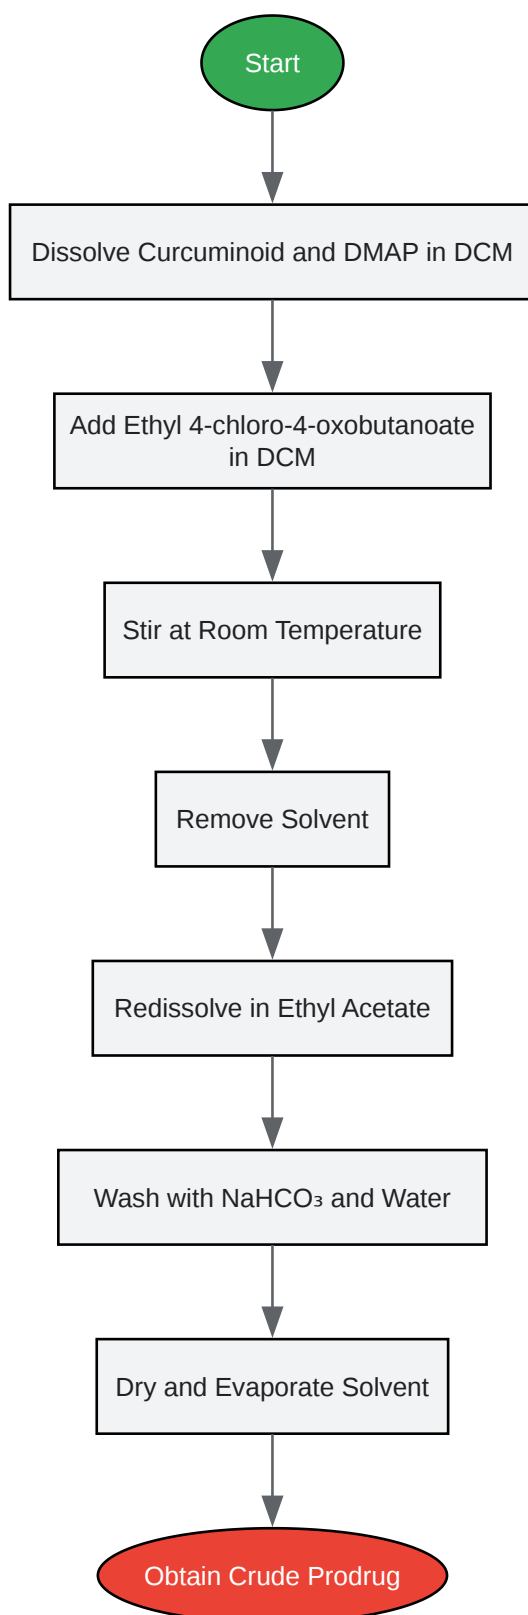 Start
Dissolve Curcuminoid and DMAP in DCM
Add Ethyl 4-chloro-4-oxobutanoate
in DCM
Stir at Room Temperature
Remove Solvent
Redissolve in Ethyl Acetate
Wash with NaHCO₃ and Water
Dry and Evaporate Solvent
Obtain Crude Prodrug